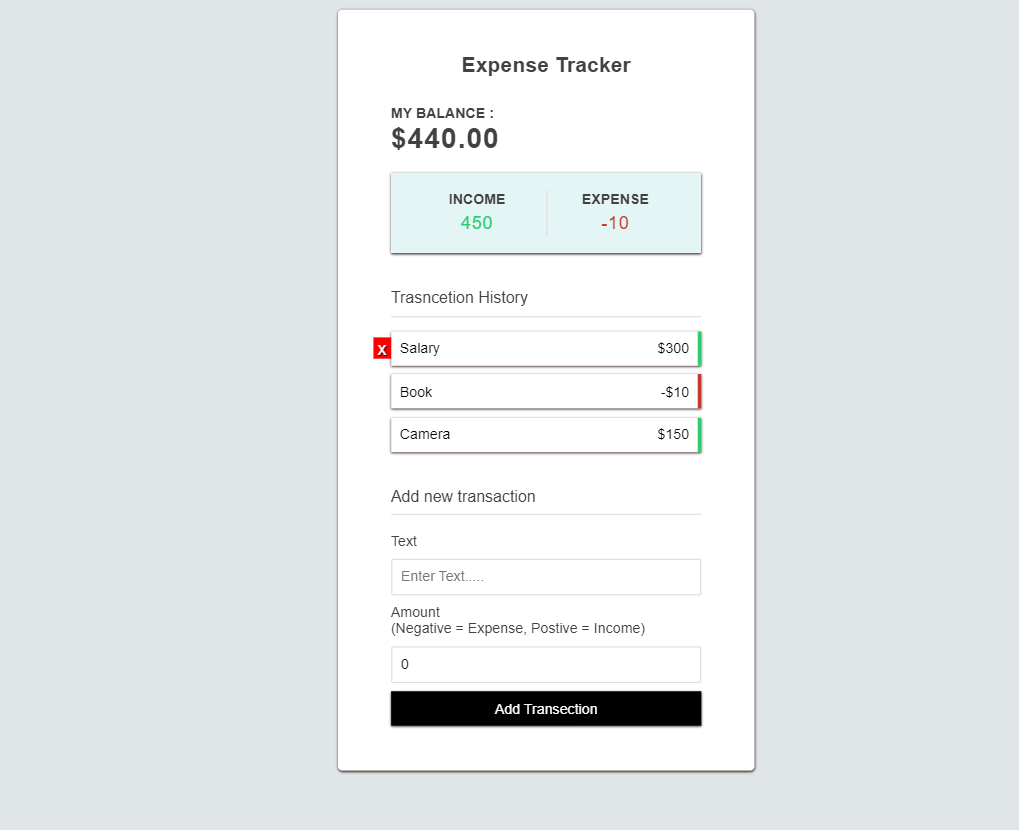 Expense Tracker
MY BALANCE :
$440.00
INCOME EXPENSE
450 -10
Trasncetion History
x Salary $300
Book -$10
Camera $150
Add new transaction
Text
Enter Text.....
Amount
(Negative = Expense, Postive = Income)
0
Add Transection